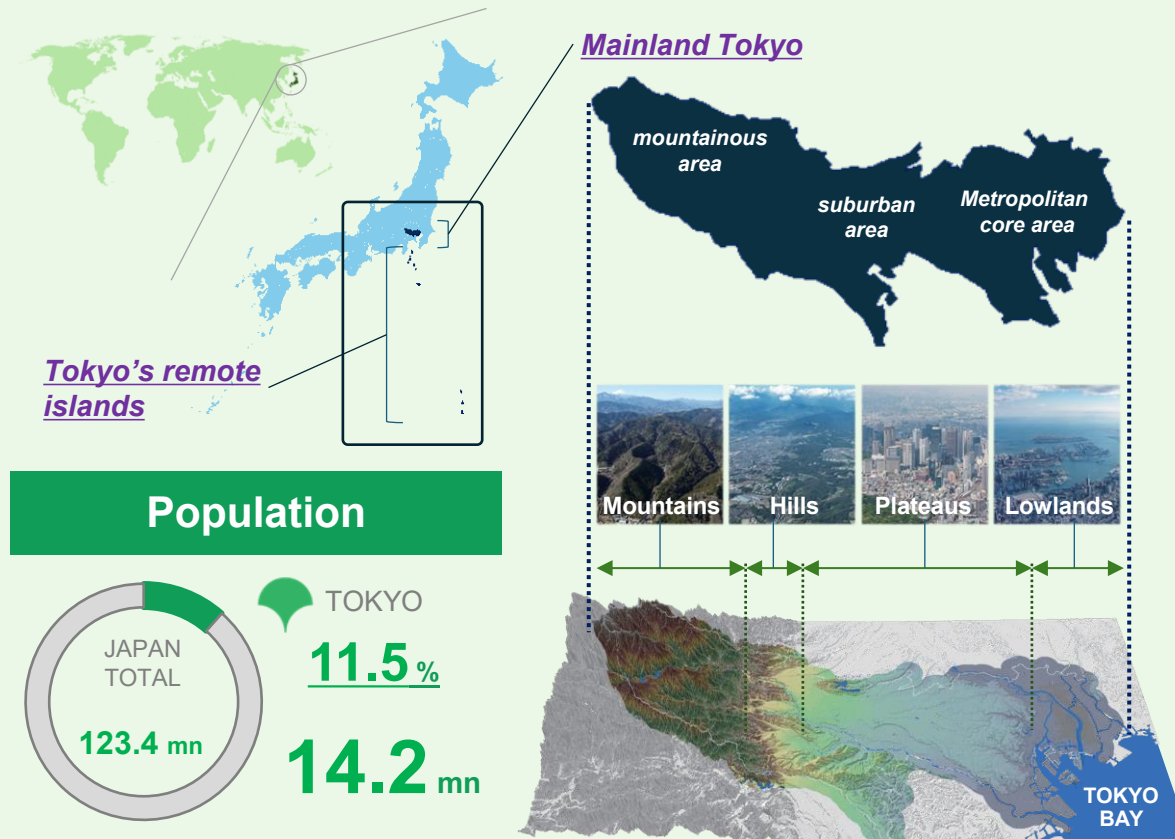 Mainland Tokyo
mountainous
area
suburban
area
Metropolitan
core area
Tokyo’s remote
islands
Mountains
Hills
Plateaus
Lowlands
Population
JAPAN
TOTAL
123.4 mn
TOKYO
11.5 %
14.2 mn
TOKYO
BAY